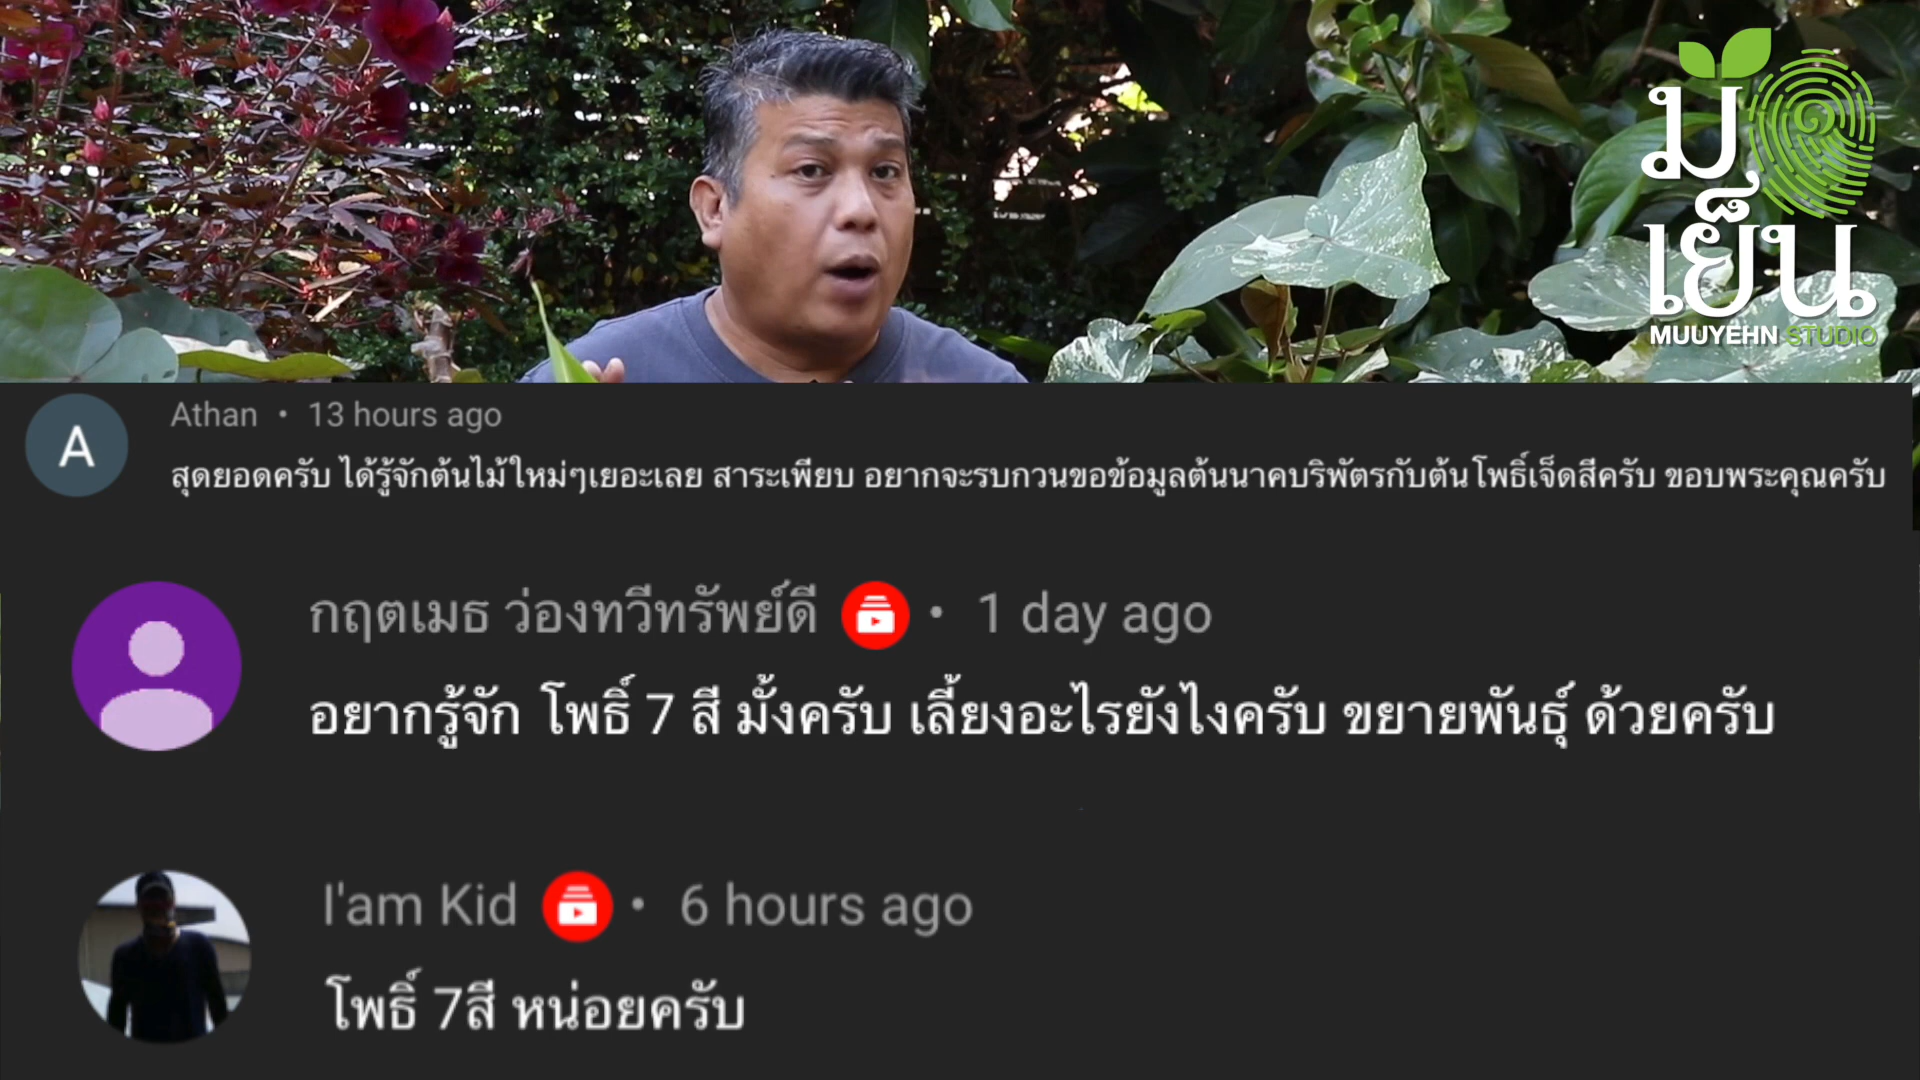 มือ
เย็น
MUUYEHN STUDIO
Athan • 13 hours ago
สุดยอดครับ ได้รู้จักต้นไม้ใหม่ๆเยอะเลย สาระเพียบ อยากจะรบกวนขอข้อมูลต้นนาคบริพัตรกับต้นโพธิ์เจ็ดสีครับ ขอบพระคุณครับ
กฤตเมธ ว่องทวีทรัพย์ดี • 1 day ago
อยากรู้จัก โพธิ์ 7 สี มั้งครับ เลี้ยงอะไรยังไงครับ ขยายพันธุ์ ด้วยครับ
I'am Kid • 6 hours ago
โพธิ์ 7สี หน่อยครับ